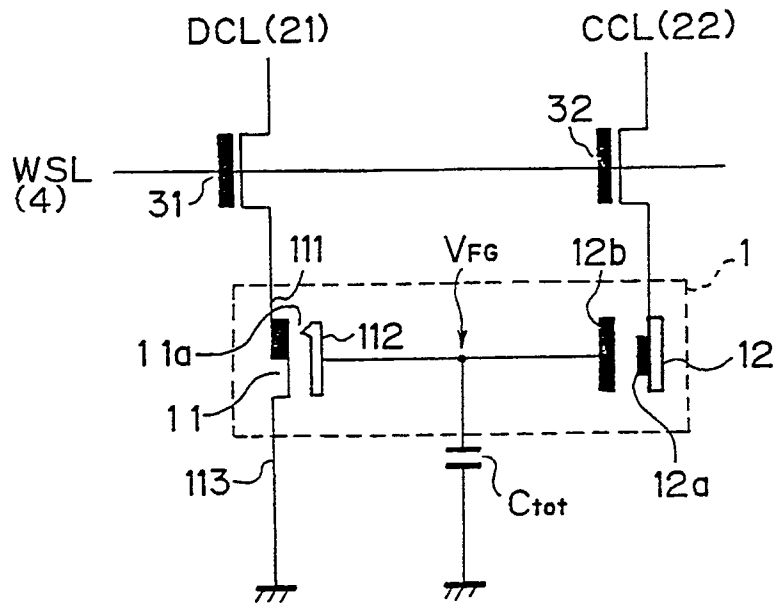 DCL(21)
CCL(22)
32
WSL
(4)
31
111
VFG
12b
1
11a
112
12
11
113
12a
Ctot